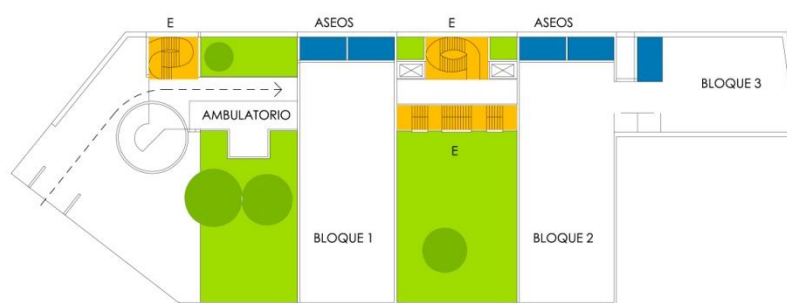 E
ASEOS
E
ASEOS
BLOQUE 3
AMBULATORIO
E
BLOQUE 1
BLOQUE 2